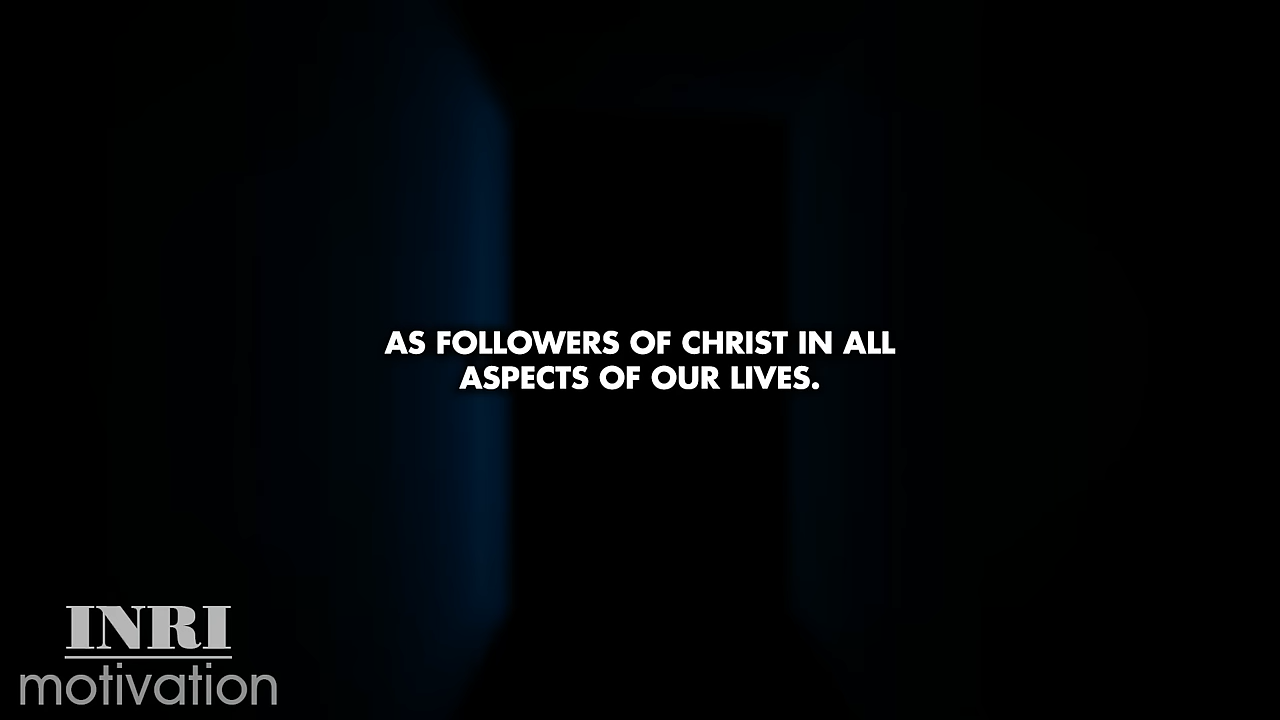 AS FOLLOWERS OF CHRIST IN ALL
ASPECTS OF OUR LIVES.
INRI
motivation